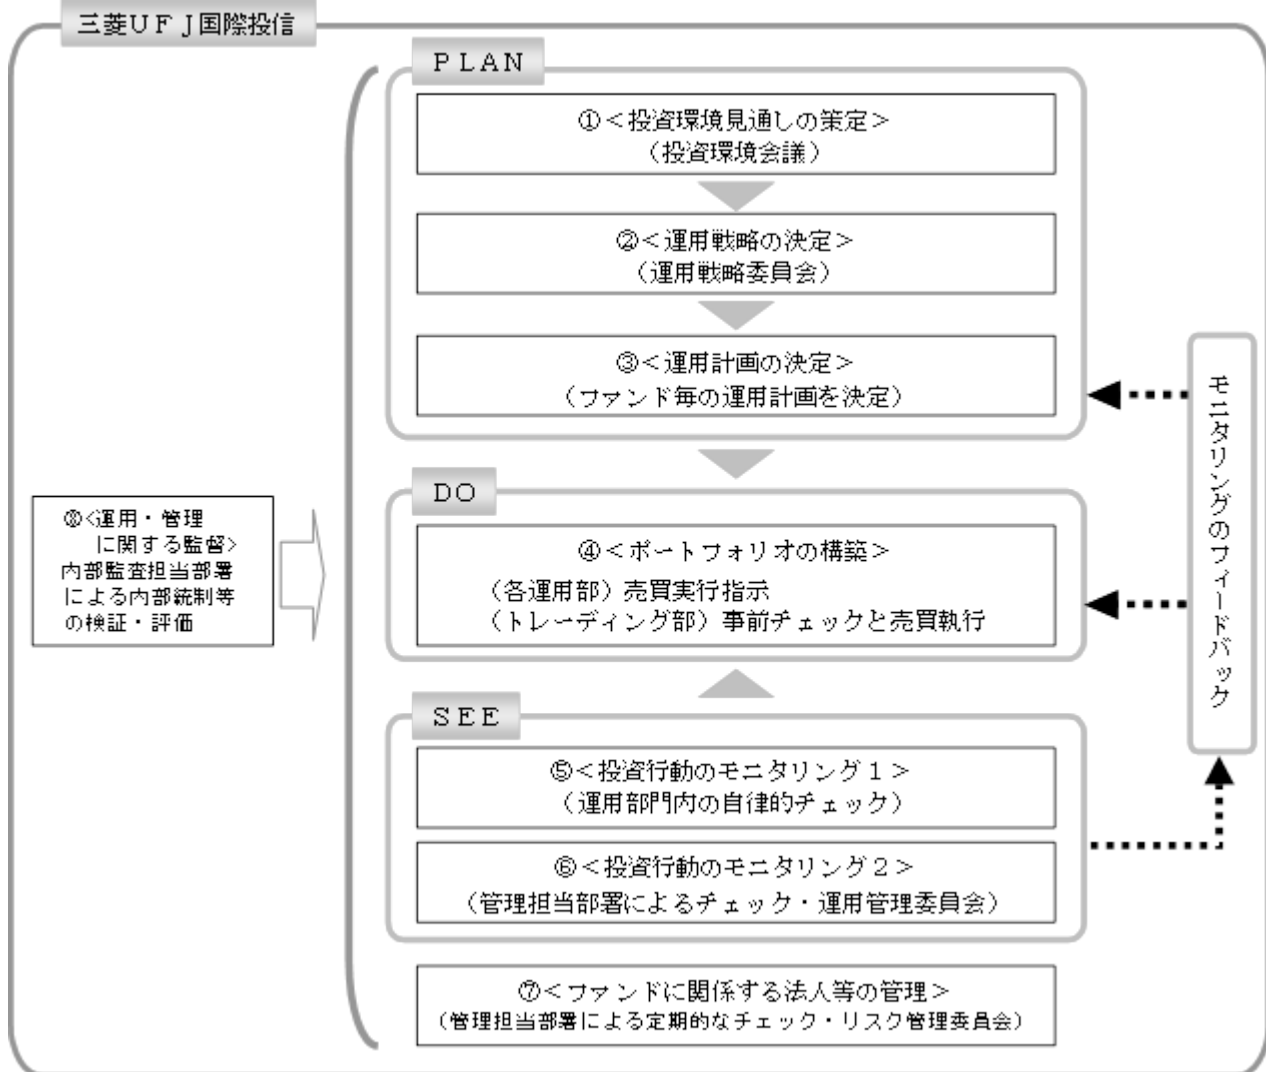 三菱ＵＦＪ国際投信
ＰＬＡＮ
①＜投資環境見通しの策定＞
（投資環境会議）
②＜運用戦略の決定＞
（運用戦略委員会）
③＜運用計画の決定＞
（ファンド毎の運用計画を決定）
ＤＯ
④＜ポートフォリオの構築＞
（各運用部）売買実行指示
（トレーディング部）事前チェックと売買執行
ＳＥＥ
⑤＜投資行動のモニタリング１＞
（運用部門内の自律的チェック）
⑥＜投資行動のモニタリング２＞
（管理担当部署によるチェック・運用管理委員会）
⑦＜ファンドに関係する法人等の管理＞
（管理担当部署による定期的なチェック・リスク管理委員会）
⑧<運用・管理
に関する監督>
内部監査担当部署
による内部統制等
の検証・評価
モニタリングのフィードバック